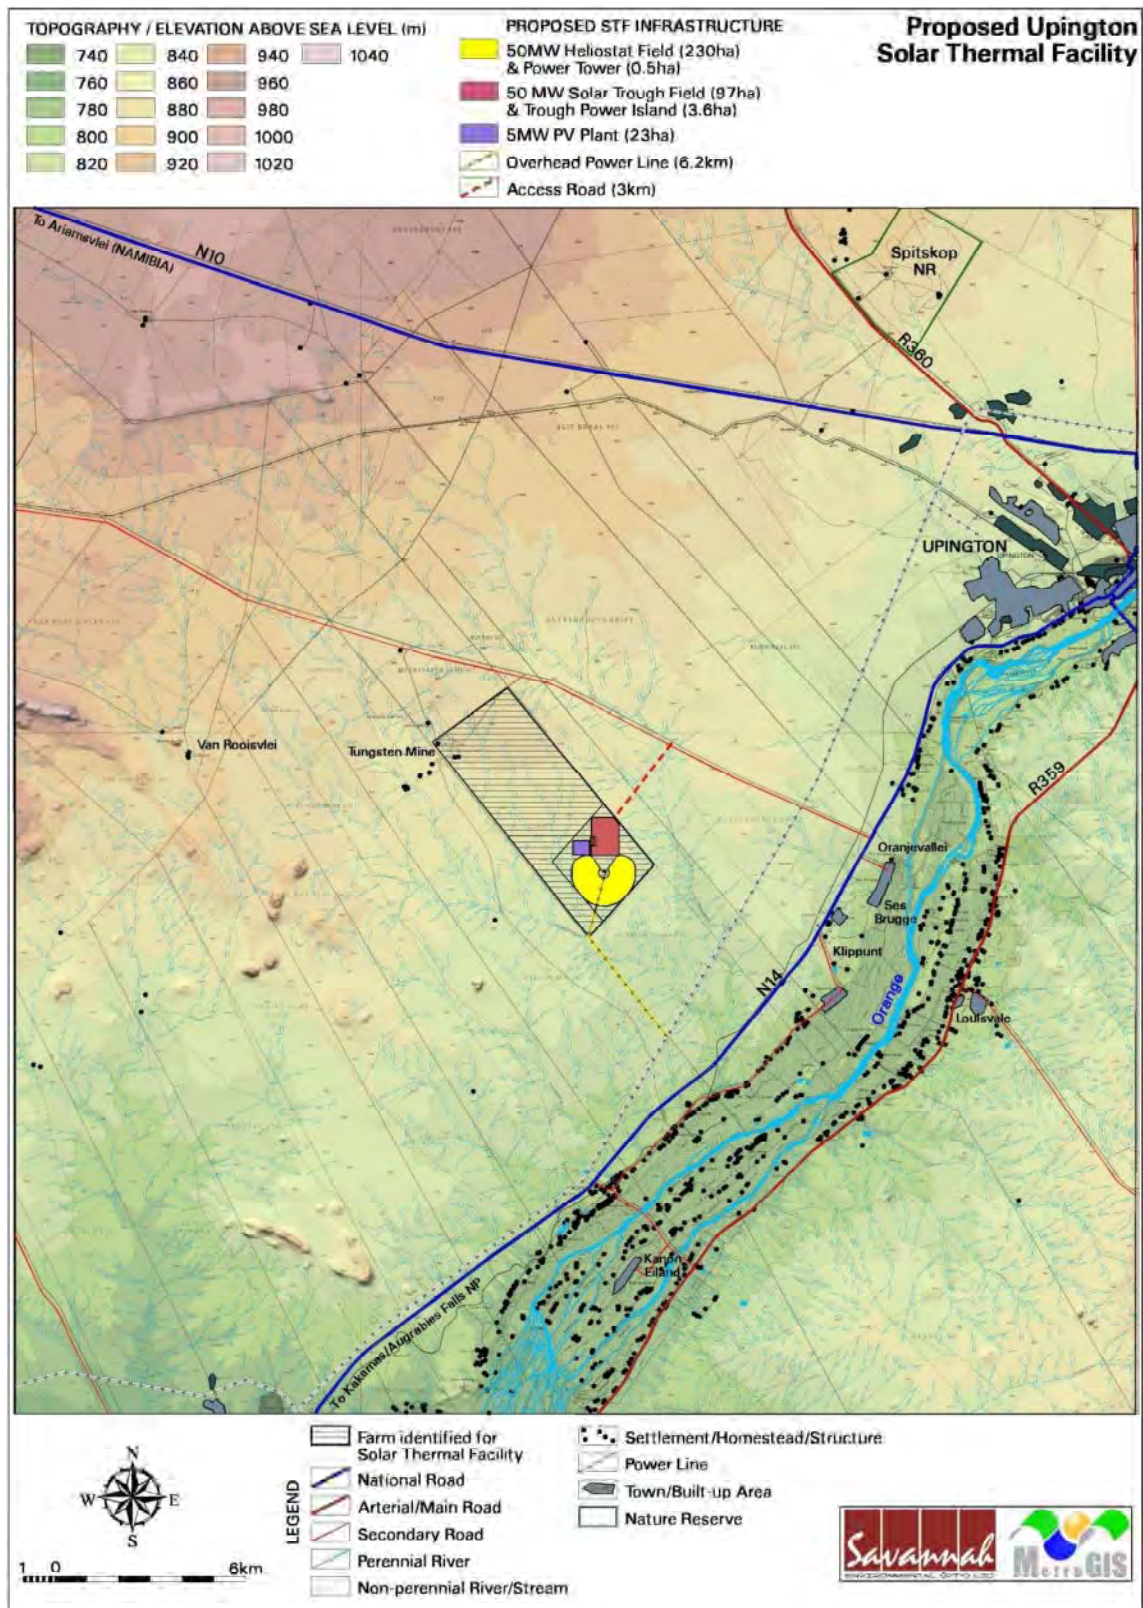 TOPOGRAPHY / ELEVATION ABOVE SEA LEVEL (m)
740 840 940 1040
760 860 960
780 880 980
800 900 1000
820 920 1020
PROPOSED STF INFRASTRUCTURE
50MW Heliostat Field (230ha)
& Power Tower (0.5ha)
50 MW Solar Trough Field (97ha)
& Trough Power Island (3.6ha)
5MW PV Plant (23ha)
Overhead Power Line (6.2km)
Access Road (3km)
Proposed Upington
Solar Thermal Facility
To Ariamsvlei (NAMIBIA)
N10
Spitskop
NR
R360
UPINGTON
UPINGTON
Van Rooisvlei
Tungsten Mine
R359
Oranjevallei
Ses
Brugge
Klippunt
N14
Orange
Louisvale
Kanon
Eiland
To Kakamas/Augrabies Falls NP
N
W E
S
1 0 6km
LEGEND
Farm identified for
Solar Thermal Facility
National Road
Arterial/Main Road
Secondary Road
Perennial River
Non-perennial River/Stream
Settlement/Homestead/Structure
Power Line
Town/Built-up Area
Nature Reserve
Savannah
ENVIRONMENTAL (PTY) LTD
MetroGIS